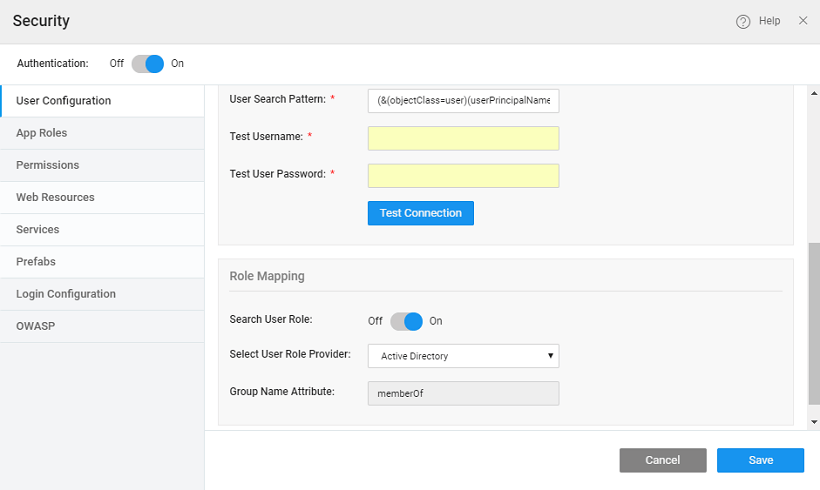 Security
Help
Authentication: Off On
User Configuration
App Roles
Permissions
Web Resources
Services
Prefabs
Login Configuration
OWASP
User Search Pattern: * (&(objectClass=user)(userPrincipalName
Test Username: *
Test User Password: *
Test Connection
Role Mapping
Search User Role: Off On
Select User Role Provider: Active Directory
Group Name Attribute: memberOf
Cancel Save